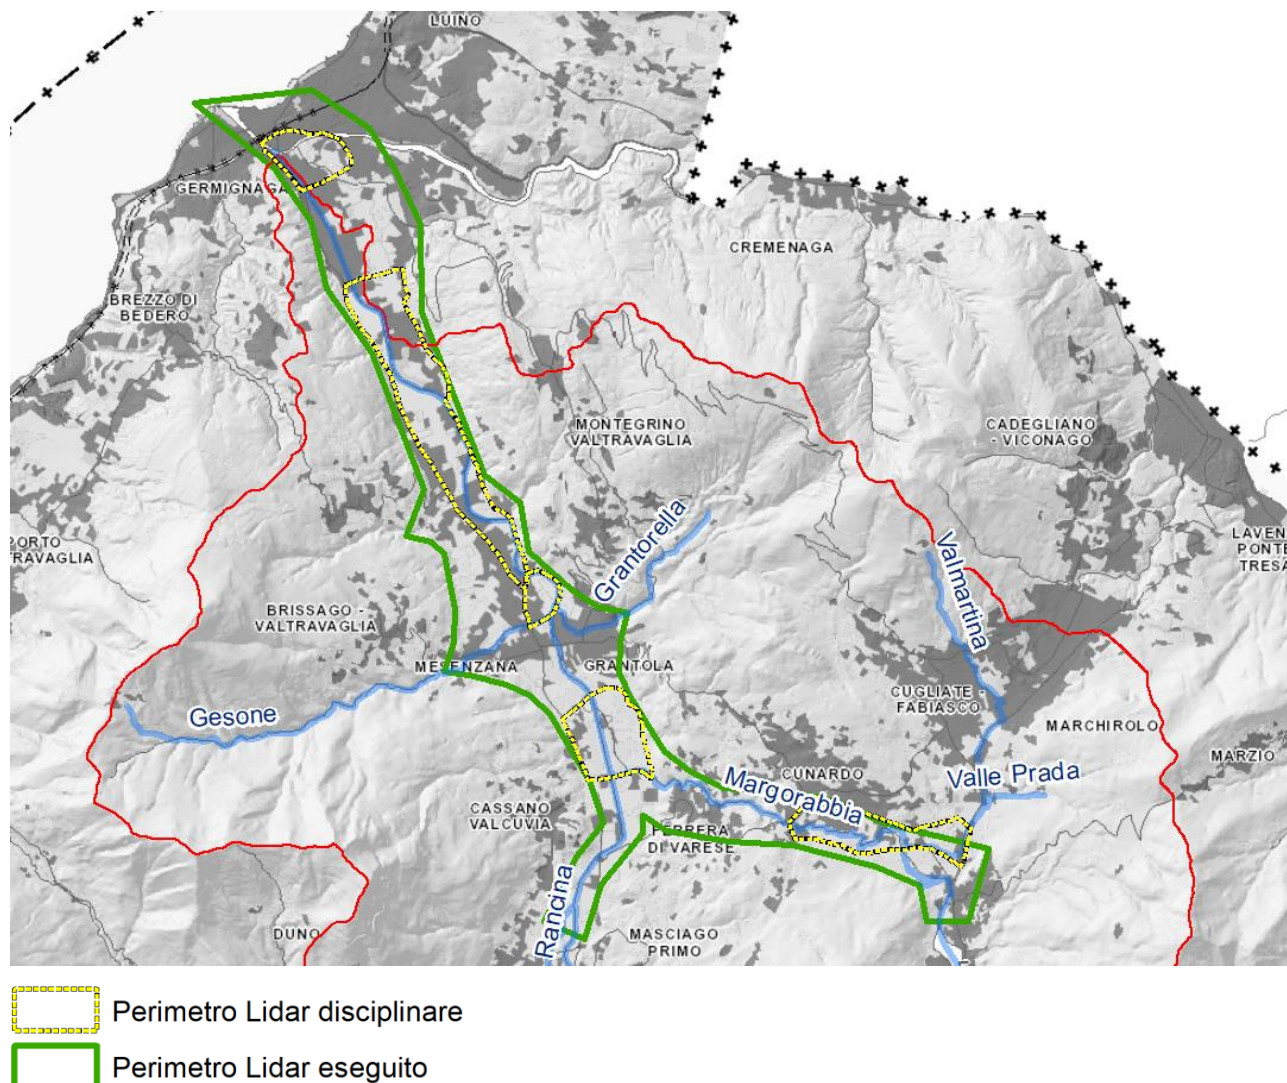 LUINO
GERMIGNAGA
CREMENAGA
BREZZO DI
BEDERO
MONTEGRINO
VALTRAVAGLIA
CADEGLIANO
- VICONAGO
PORTO
TRAVAGLIA
LAVEN
PONTE
TRESA
Grantorella
Valmartina
BRISSAGO -
VALTRAVAGLIA
MESENZANA
GRANTOLA
CUGLIATE -
FABIASCO
MARCHIROLO
Gesone
MARZIO
Valle Prada
CUNARDO
Margorabbia
CASSANO
VALCUVIA
FERRERA
DI VARESE
Rancina
DUNO
MASCIAGO
PRIMO
Perimetro Lidar disciplinare
Perimetro Lidar eseguito